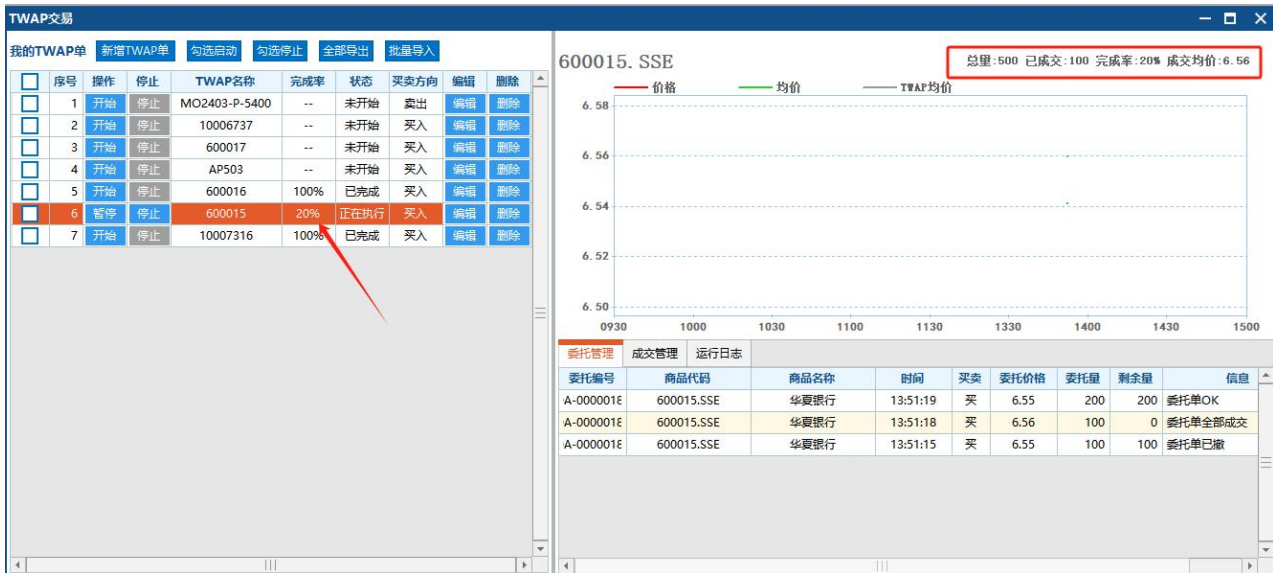 TWAP交易
我的TWAP单 新增TWAP单 勾选启动 勾选停止 全部导出 批量导入
序号 操作 停止 TWAP名称 完成率 状态 买卖方向 编辑 删除
1 开始 停止 MO2403-P-5400 -- 未开始 卖出 编辑 删除
2 开始 停止 10006737 -- 未开始 买入 编辑 删除
3 开始 停止 600017 -- 未开始 买入 编辑 删除
4 开始 停止 AP503 -- 未开始 买入 编辑 删除
5 开始 停止 600016 100% 已完成 买入 编辑 删除
6 暂停 停止 600015 20% 正在执行 买入 编辑 删除
7 开始 停止 10007316 100% 已完成 买入 编辑 删除
600015. SSE
总量:500 已成交:100 完成率:20% 成交均价:6.56
价格 均价 TWAP均价
6.58
6.56
6.54
6.52
6.50
0930 1000 1030 1100 1130 1330 1400 1430 1500
委托管理 成交管理 运行日志
委托编号 商品代码 商品名称 时间 买卖 委托价格 委托量 剩余量 信息
A-0000018 600015.SSE 华夏银行 13:51:19 买 6.55 200 200 委托单OK
A-0000018 600015.SSE 华夏银行 13:51:18 买 6.56 100 0 委托单全部成交
A-0000018 600015.SSE 华夏银行 13:51:15 买 6.55 100 100 委托单已撤